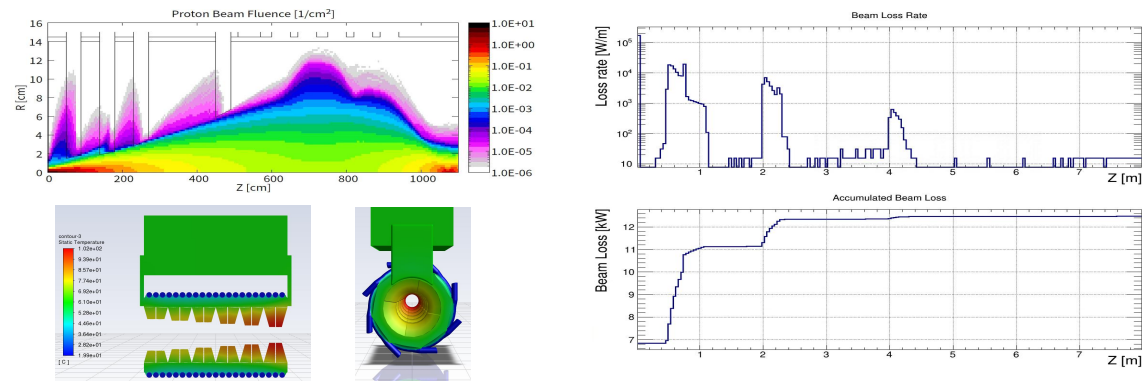 Proton Beam Fluence [1/cm²]
16
14
12
10
8
6
4
2
0
R [cm]
0
200
400
600
800
1000
Z [cm]
1.0E+01
1.0E+00
1.0E-01
1.0E-02
1.0E-03
1.0E-04
1.0E-05
1.0E-06
contour-3
Static Temperature
1.02e+02
9.39e+01
8.57e+01
7.74e+01
6.92e+01
6.10e+01
5.28e+01
4.46e+01
3.64e+01
2.82e+01
1.99e+01
[ C ]
Beam Loss Rate
Loss rate [W/m]
10⁵
10⁴
10³
10²
10
1
2
3
4
5
6
7
Z [m]
Accumulated Beam Loss
Beam Loss [kW]
12
11
10
9
8
7
1
2
3
4
5
6
7
Z [m]